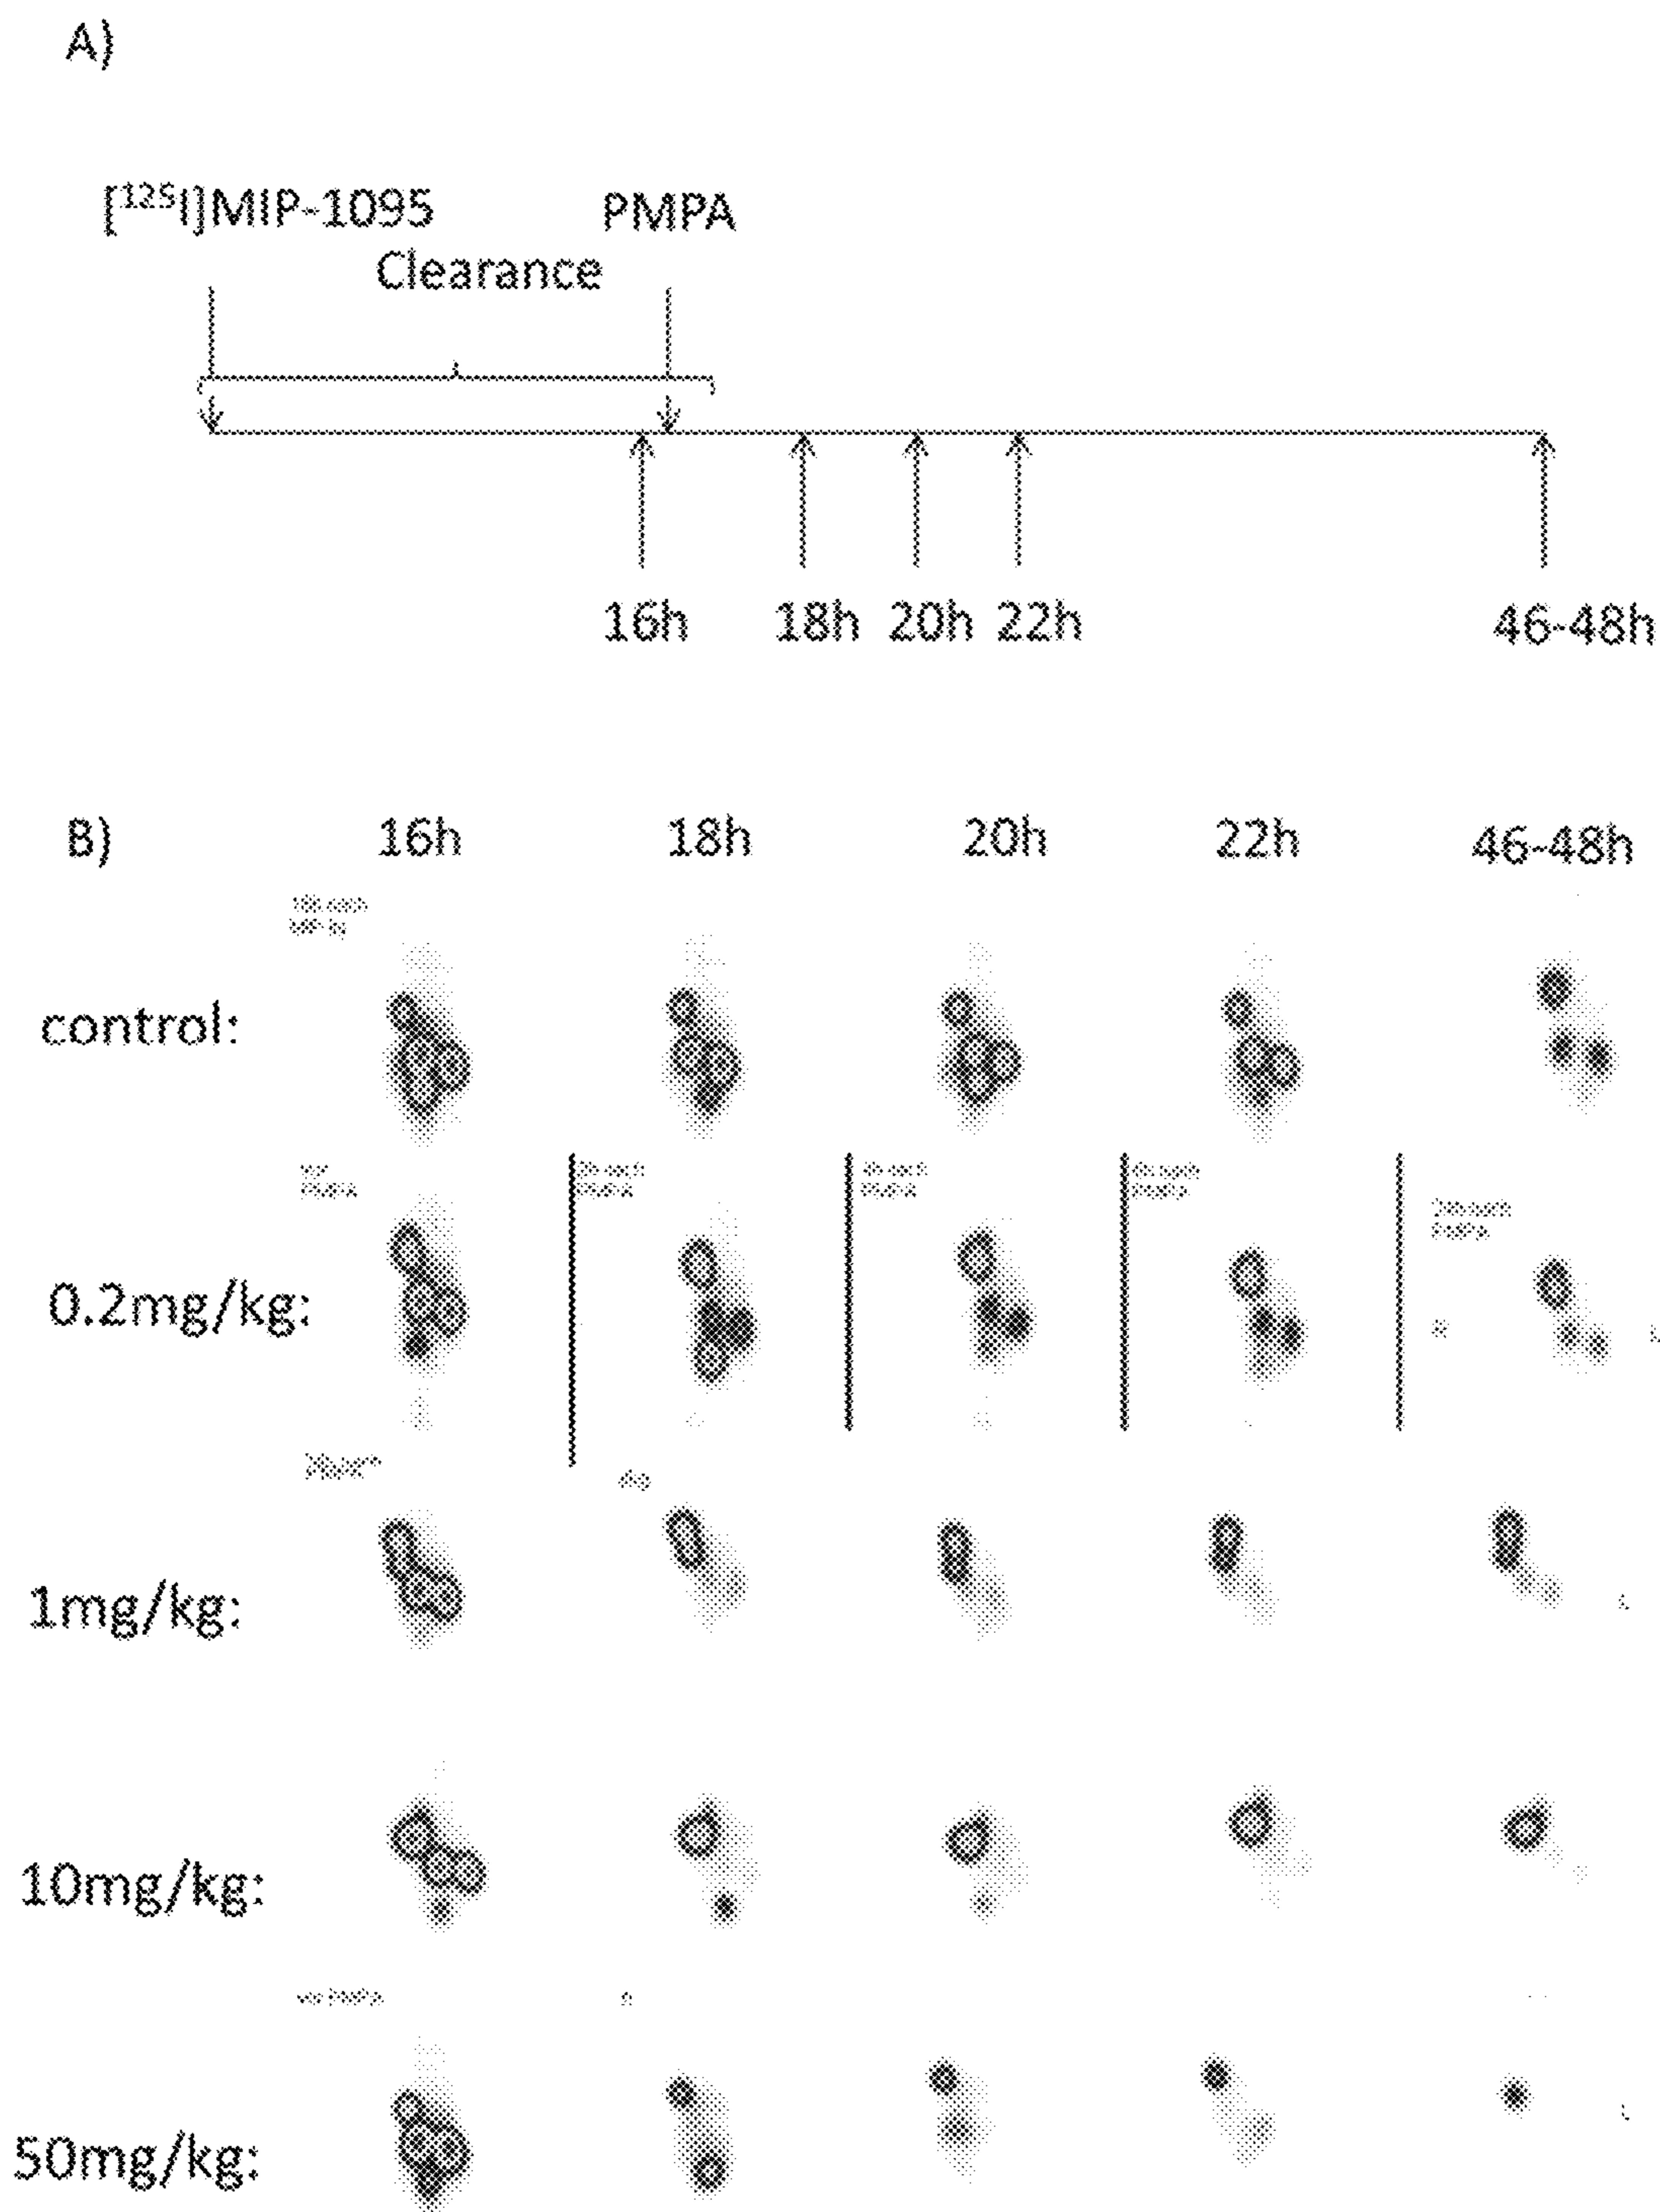 A)
[¹²⁵I]MIP-1095 PMPA
Clearance
16h 18h 20h 22h 46-48h
B) 16h 18h 20h 22h 46-48h
control:
0.2mg/kg:
1mg/kg:
10mg/kg:
50mg/kg: